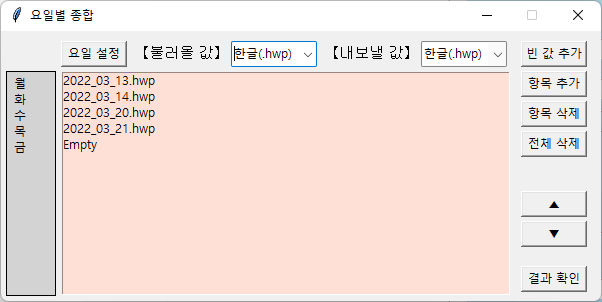 요일별 종합
요일 설정 【불러올 값】 한글(.hwp) 【내보낼 값】 한글(.hwp) 빈 값 추가
월
화
수
목
금
2022_03_13.hwp
2022_03_14.hwp
2022_03_20.hwp
2022_03_21.hwp
Empty
항목 추가
항목 삭제
전체 삭제
▲
▼
결과 확인